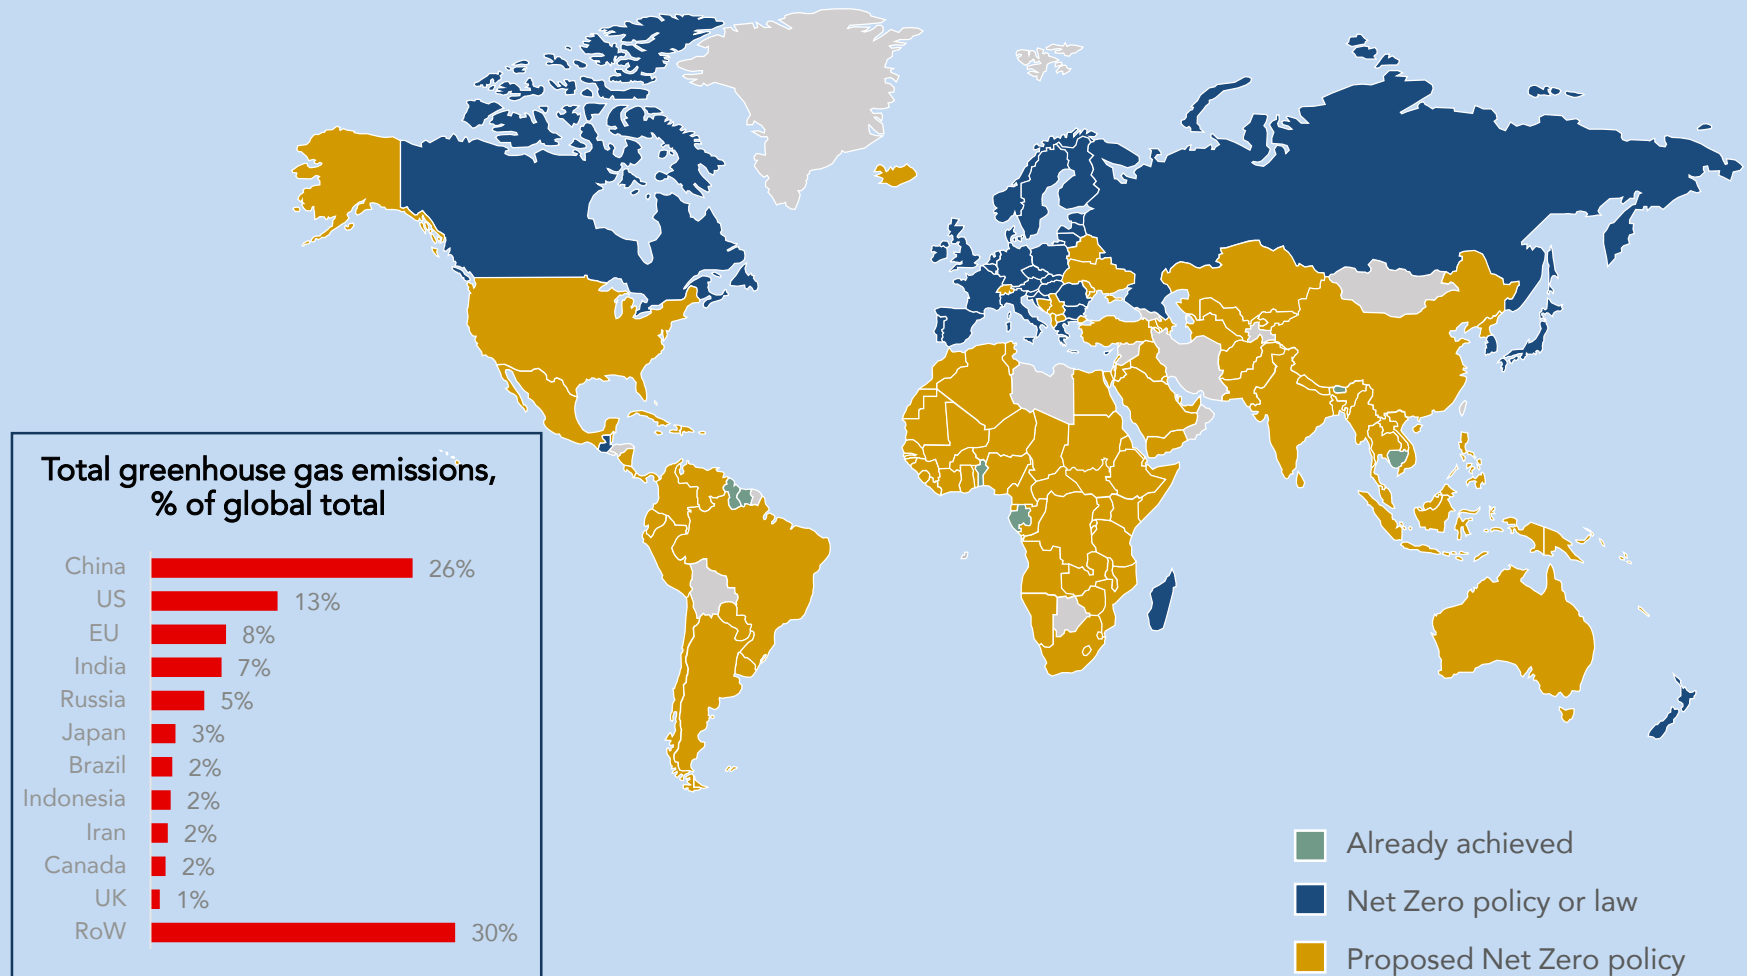 Total greenhouse gas emissions,
% of global total
China 26%
US 13%
EU 8%
India 7%
Russia 5%
Japan 3%
Brazil 2%
Indonesia 2%
Iran 2%
Canada 2%
UK 1%
RoW 30%
Already achieved
Net Zero policy or law
Proposed Net Zero policy